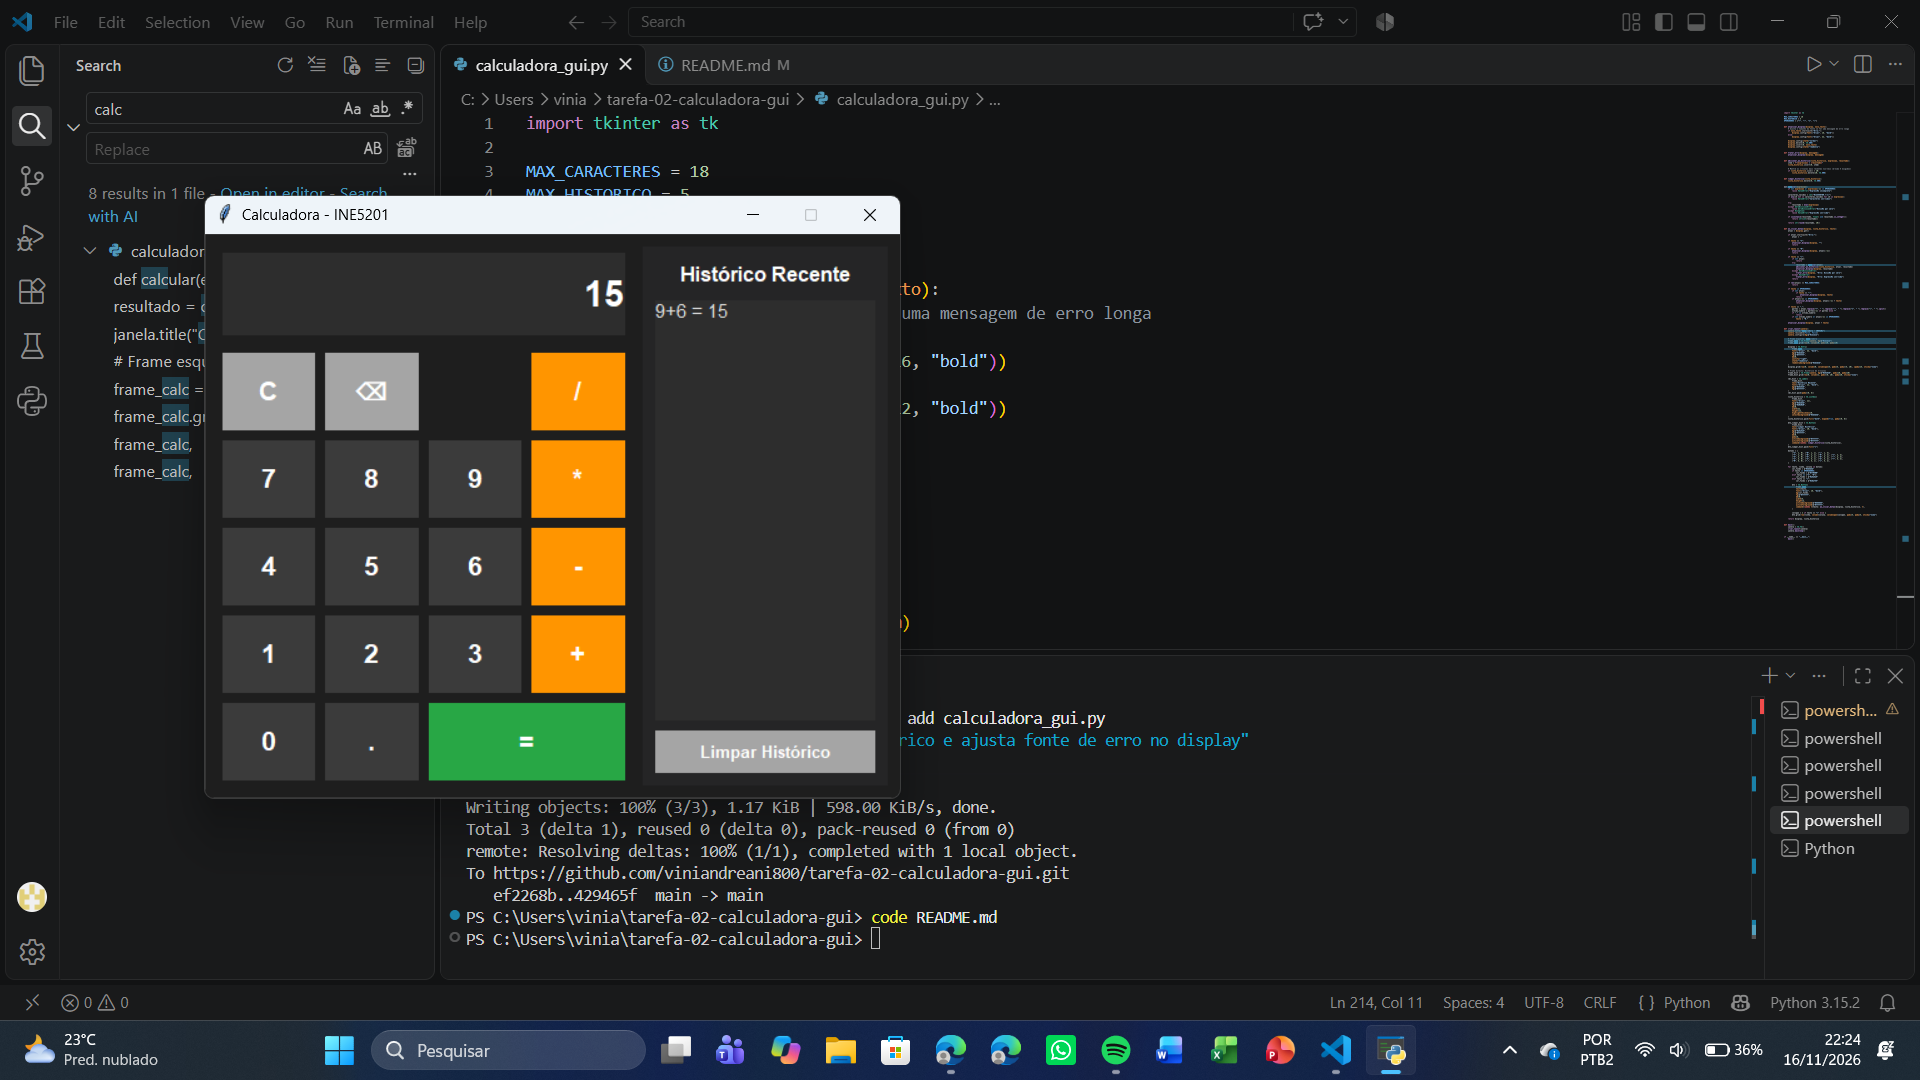 File Edit Selection View Go Run Terminal Help
Search
Search
calculadora_gui.py
README.md M
calc
Aa ab .*
Replace
AB
8 results in 1 file - Open in editor - Search
with AI
calculador
def calcular(e
resultado = c
janela.title("C
# Frame esqu
frame_calc =
frame_calc.gr
frame_calc,
frame_calc,
C: > Users > vinia > tarefa-02-calculadora-gui > calculadora_gui.py > ...
1 import tkinter as tk
2
3 MAX_CARACTERES = 18
4 MAX_HISTORICO = 5
to):
uma mensagem de erro longa
6, "bold"))
2, "bold"))
)
Calculadora - INE5201
15
C ⌫ /
7 8 9 *
4 5 6 -
1 2 3 +
0 . =
Histórico Recente
9+6 = 15
Limpar Histórico
add calculadora_gui.py
rico e ajusta fonte de erro no display"
Writing objects: 100% (3/3), 1.17 KiB | 598.00 KiB/s, done.
Total 3 (delta 1), reused 0 (delta 0), pack-reused 0 (from 0)
remote: Resolving deltas: 100% (1/1), completed with 1 local object.
To https://github.com/viniandreani800/tarefa-02-calculadora-gui.git
ef2268b..429465f main -> main
PS C:\Users\vinia\tarefa-02-calculadora-gui> code README.md
PS C:\Users\vinia\tarefa-02-calculadora-gui>
powersh...
powershell
powershell
powershell
powershell
Python
0 0
Ln 214, Col 11 Spaces: 4 UTF-8 CRLF { } Python Python 3.15.2
23°C
Pred. nublado
Pesquisar
POR
PTB2
36%
22:24
16/11/2026